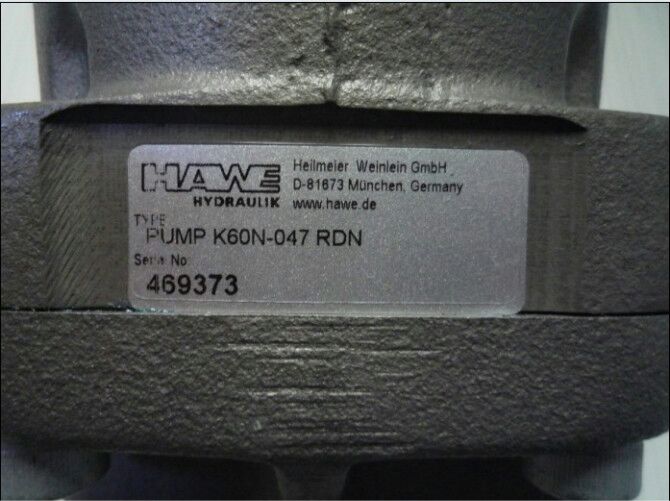 HAWE
HYDRAULIK
Heilmeier Weinlein GmbH
D-81673 München, Germany
www.hawe.de
TYPE
PUMP K60N-047 RDN
Serial No
469373